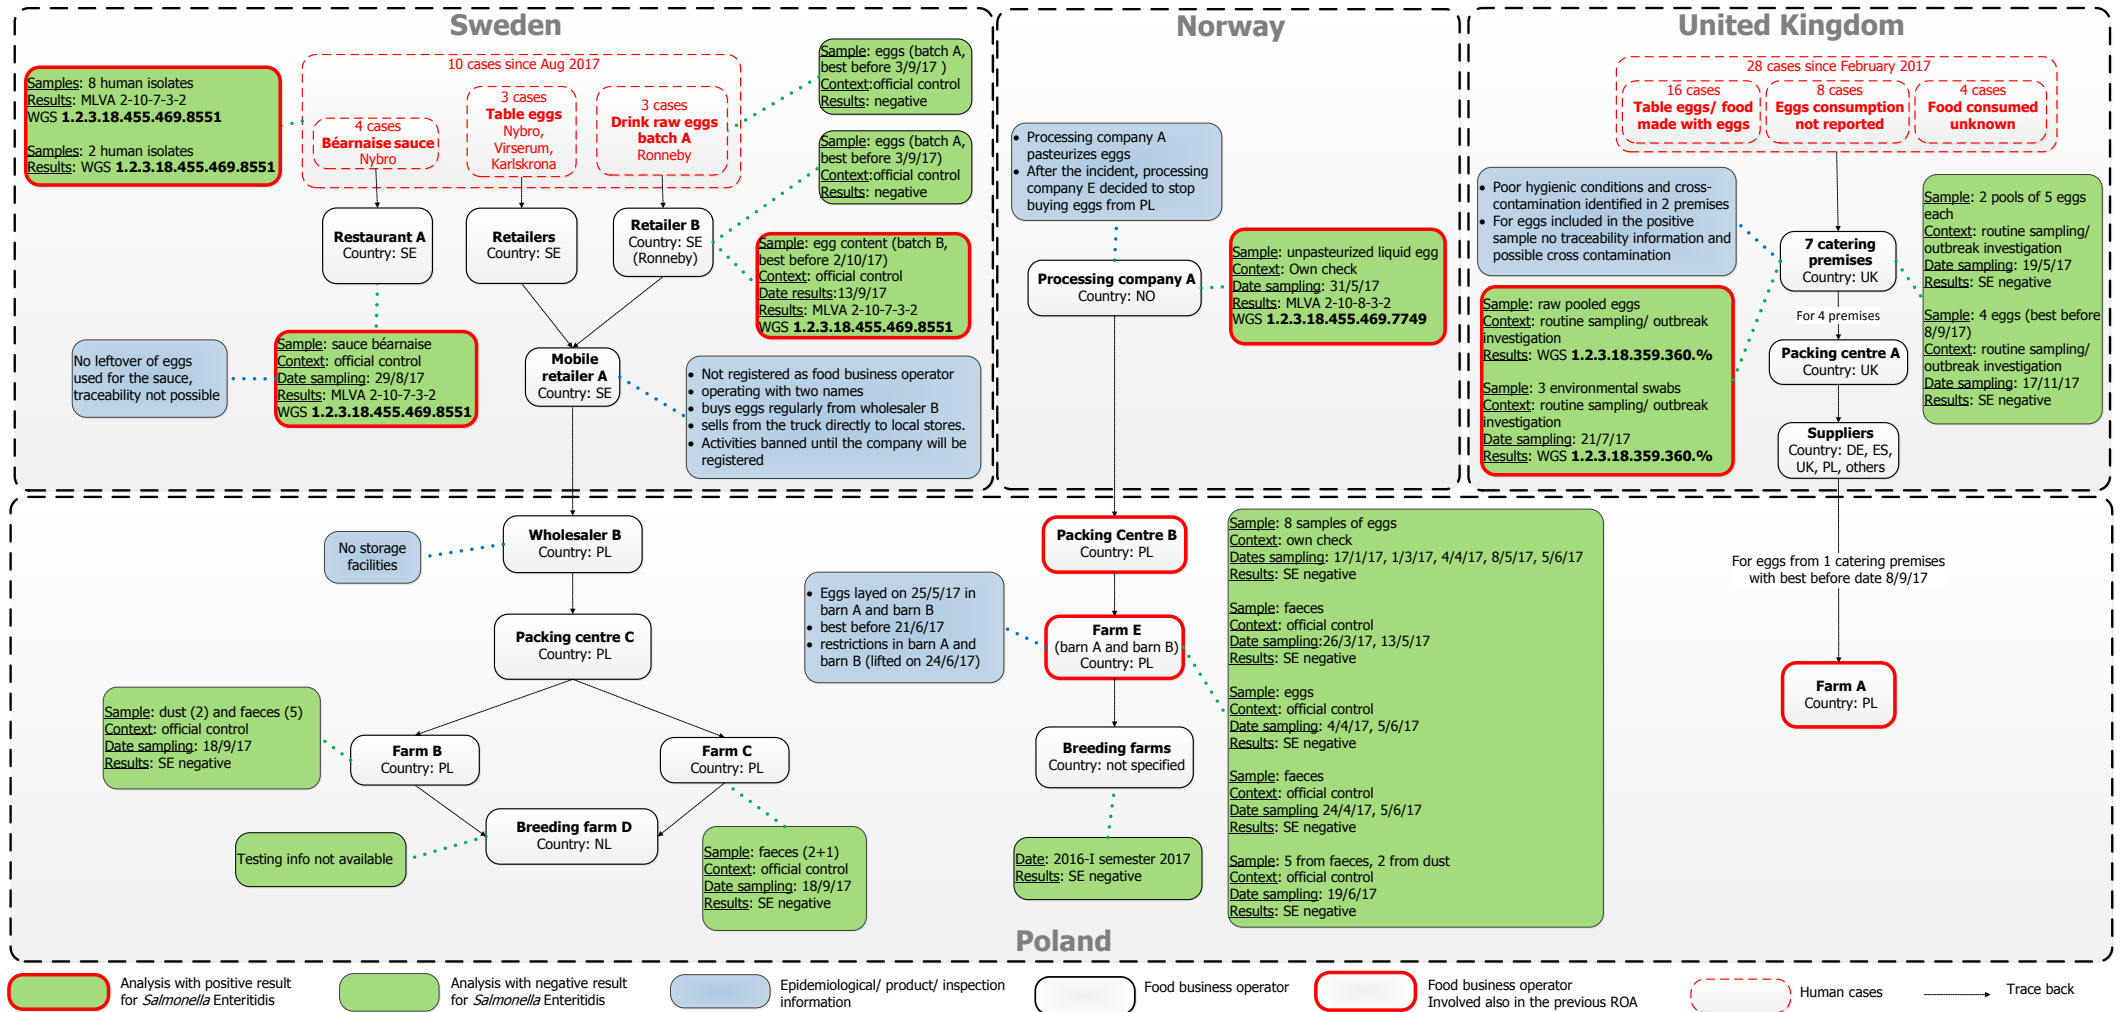 Sweden
Samples: 8 human isolates
Results: MLVA 2-10-7-3-2
WGS 1.2.3.18.455.469.8551
Samples: 2 human isolates
Results: WGS 1.2.3.18.455.469.8551
10 cases since Aug 2017
4 cases
Béarnaise sauce
Nybro
3 cases
Table eggs
Nybro,
Virserum,
Karlskrona
3 cases
Drink raw eggs
batch A
Ronneby
Sample: eggs (batch A,
best before 3/9/17 )
Context:official control
Results: negative
Sample: eggs (batch A,
best before 3/9/17)
Context:official control
Results: negative
Restaurant A
Country: SE
Retailers
Country: SE
Retailer B
Country: SE
(Ronneby)
Sample: egg content (batch B,
best before 2/10/17)
Context: official control
Date results:13/9/17
Results: MLVA 2-10-7-3-2
WGS 1.2.3.18.455.469.8551
No leftover of eggs
used for the sauce,
traceability not possible
Sample: sauce béarnaise
Context: official control
Date sampling: 29/8/17
Results: MLVA 2-10-7-3-2
WGS 1.2.3.18.455.469.8551
Mobile
retailer A
Country: SE
• Not registered as food business operator
• operating with two names
• buys eggs regularly from wholesaler B
• sells from the truck directly to local stores.
• Activities banned until the company will be
registered
Norway
• Processing company A
pasteurizes eggs
• After the incident, processing
company E decided to stop
buying eggs from PL
Processing company A
Country: NO
Sample: unpasteurized liquid egg
Context: Own check
Date sampling: 31/5/17
Results: MLVA 2-10-8-3-2
WGS 1.2.3.18.455.469.7749
United Kingdom
28 cases since February 2017
16 cases
Table eggs/ food
made with eggs
8 cases
Eggs consumption
not reported
4 cases
Food consumed
unknown
• Poor hygienic conditions and cross-
contamination identified in 2 premises
• For eggs included in the positive
sample no traceability information and
possible cross contamination
7 catering
premises
Country: UK
Sample: 2 pools of 5 eggs
each
Context: routine sampling/
outbreak investigation
Date sampling: 19/5/17
Results: SE negative
Sample: 4 eggs (best before
8/9/17)
Context: routine sampling/
outbreak investigation
Date sampling: 17/11/17
Results: SE negative
Sample: raw pooled eggs
Context: routine sampling/ outbreak
investigation
Results: WGS 1.2.3.18.359.360.%
Sample: 3 environmental swabs
Context: routine sampling/ outbreak
investigation
Date sampling: 21/7/17
Results: WGS 1.2.3.18.359.360.%
For 4 premises
Packing centre A
Country: UK
Suppliers
Country: DE, ES,
UK, PL, others
Wholesaler B
Country: PL
No storage
facilities
Packing centre C
Country: PL
Sample: dust (2) and faeces (5)
Context: official control
Date sampling: 18/9/17
Results: SE negative
Farm B
Country: PL
Farm C
Country: PL
Breeding farm D
Country: NL
Testing info not available
Sample: faeces (2+1)
Context: official control
Date sampling: 18/9/17
Results: SE negative
Packing Centre B
Country: PL
• Eggs layed on 25/5/17 in
barn A and barn B
• best before 21/6/17
• restrictions in barn A and
barn B (lifted on 24/6/17)
Farm E
(barn A and barn B)
Country: PL
Breeding farms
Country: not specified
Date: 2016-I semester 2017
Results: SE negative
Sample: 8 samples of eggs
Context: own check
Dates sampling: 17/1/17, 1/3/17, 4/4/17, 8/5/17, 5/6/17
Results: SE negative
Sample: faeces
Context: official control
Date sampling:26/3/17, 13/5/17
Results: SE negative
Sample: eggs
Context: official control
Date sampling: 4/4/17, 5/6/17
Results: SE negative
Sample: faeces
Context: official control
Date sampling 24/4/17, 5/6/17
Results: SE negative
Sample: 5 from faeces, 2 from dust
Context: official control
Date sampling: 19/6/17
Results: SE negative
For eggs from 1 catering premises
with best before date 8/9/17
Farm A
Country: PL
Poland
Analysis with positive result
for Salmonella Enteritidis
Analysis with negative result
for Salmonella Enteritidis
Epidemiological/ product/ inspection
information
Food business operator
Food business operator
Involved also in the previous ROA
Human cases
Trace back